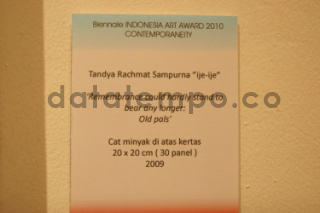 Biennale INDONESIA ART AWARD 2010
CONTEMPORANEITY
Tandya Rachmat Sampurna "ije-ije"
'Remembrance could hardly stand to
bear any longer:
Old pals'
datatempo.co
Cat minyak di atas kertas
20 x 20 cm ( 30 panel )
2009